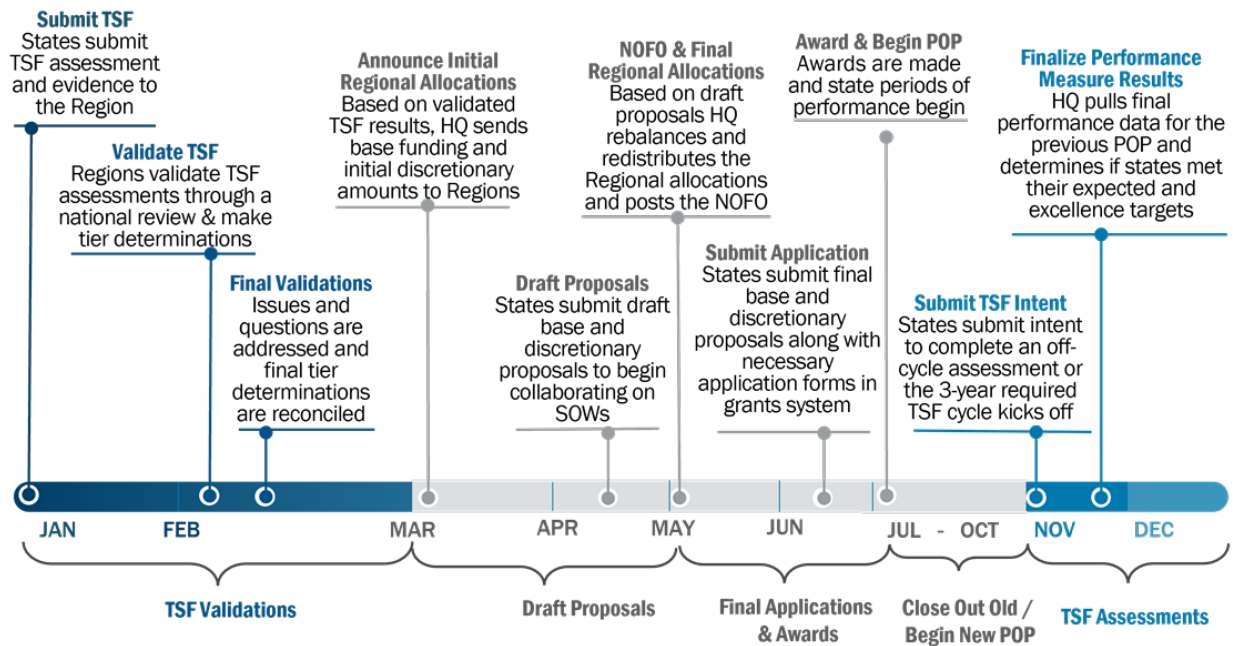 Submit TSF
States submit
TSF assessment
and evidence to
the Region
Validate TSF
Regions validate TSF
assessments through a
national review & make
tier determinations
Final Validations
Issues and
questions are
addressed and
final tier
determinations
are reconciled
Announce Initial
Regional Allocations
Based on validated
TSF results, HQ sends
base funding and
initial discretionary
amounts to Regions
Draft Proposals
States submit draft
base and
discretionary
proposals to begin
collaborating on
SOWs
NOFO & Final
Regional Allocations
Based on draft
proposals HQ
rebalances and
redistributes the
Regional allocations
and posts the NOFO
Submit Application
States submit final
base and
discretionary
proposals along with
necessary
application forms in
grants system
Award & Begin POP
Awards are made
and state periods of
performance begin
Submit TSF Intent
States submit intent
to complete an off-
cycle assessment or
the 3-year required
TSF cycle kicks off
Finalize Performance
Measure Results
HQ pulls final
performance data for the
previous POP and
determines if states met
their expected and
excellence targets
JAN
FEB
MAR
APR
MAY
JUN
JUL - OCT
NOV
DEC
TSF Validations
Draft Proposals
Final Applications
& Awards
Close Out Old /
Begin New POP
TSF Assessments